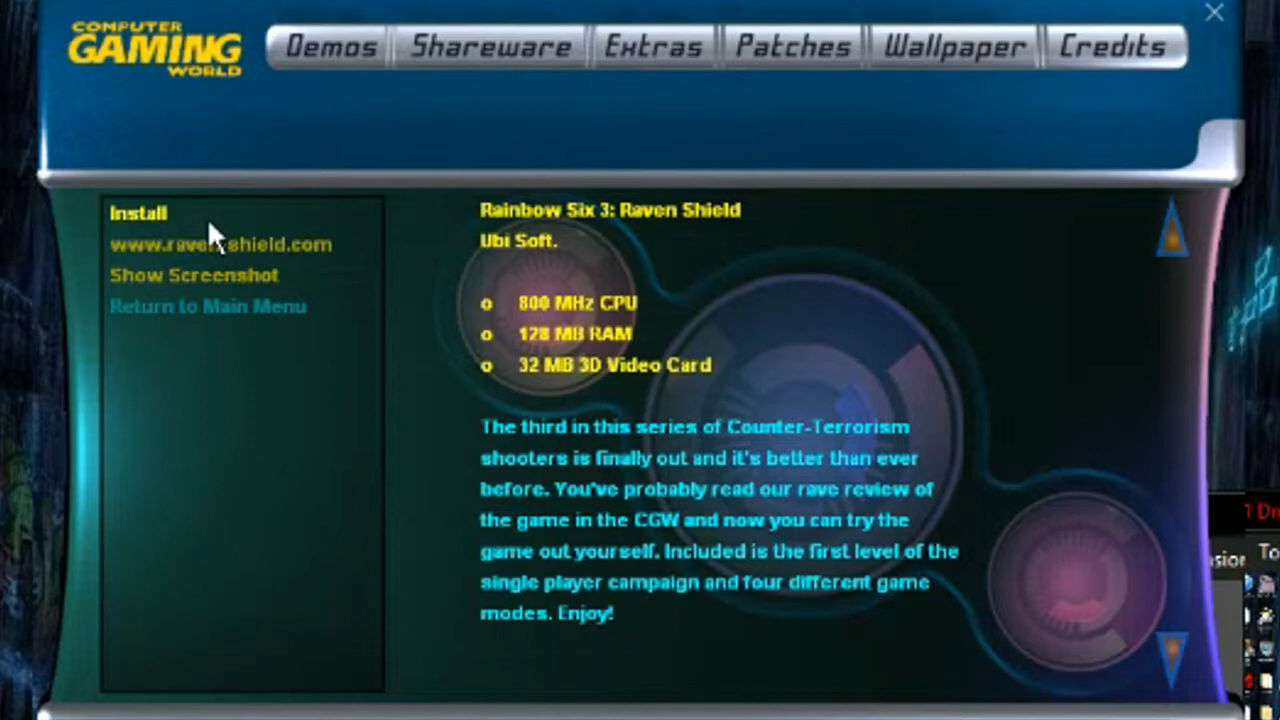 COMPUTER
GAMING
WORLD
Demos
Shareware
Extras
Patches
Wallpaper
Credits
Install
www.ravenshield.com
Show Screenshot
Return to Main Menu
Rainbow Six 3: Raven Shield
Ubi Soft.
o 800 MHz CPU
o 128 MB RAM
o 32 MB 3D Video Card
The third in this series of Counter-Terrorism
shooters is finally out and it's better than ever
before. You've probably read our rave review of
the game in the CGW and now you can try the
game out yourself. Included is the first level of the
single player campaign and four different game
modes. Enjoy!